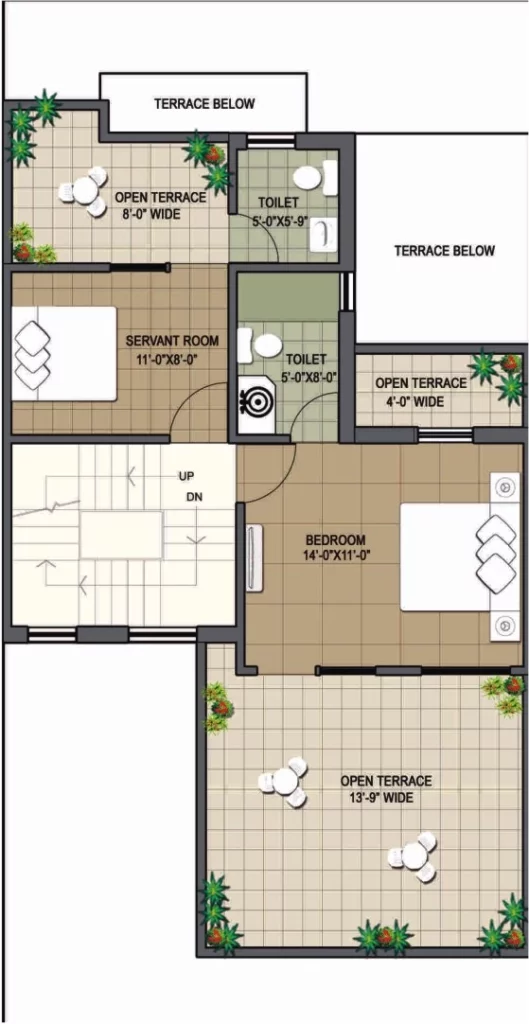 TERRACE BELOW
OPEN TERRACE
8'-0" WIDE
TOILET
5'-0"X5'-9"
TERRACE BELOW
SERVANT ROOM
11'-0"X8'-0"
TOILET
5'-0"X8'-0"
OPEN TERRACE
4'-0" WIDE
UP
DN
BEDROOM
14'-0"X11'-0"
OPEN TERRACE
13'-9" WIDE